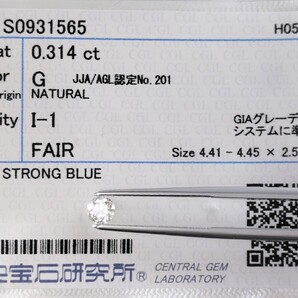 S0931565 H05
at 0.314 ct
or G JJA/AGL認定No.201
rigin NATURAL
ity I-1 GIAグレーデ
システムに準
FAIR Size 4.41 - 4.45 × 2.5
STRONG BLUE
宝石研究所® CENTRAL GEM
LABORATORY